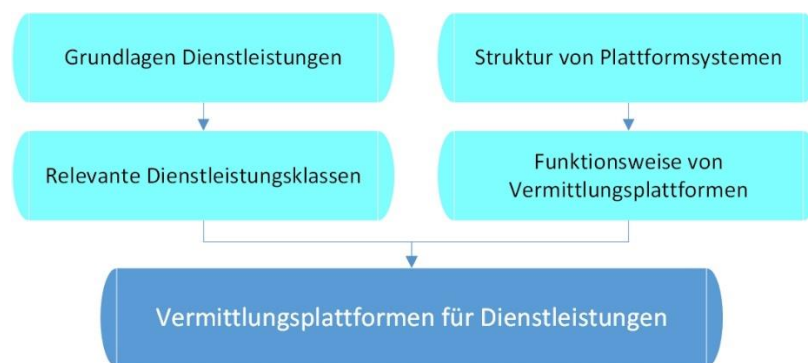 Grundlagen Dienstleistungen
Struktur von Plattformsystemen
Relevante Dienstleistungsklassen
Funktionsweise von
Vermittlungsplattformen
Vermittlungsplattformen für Dienstleistungen